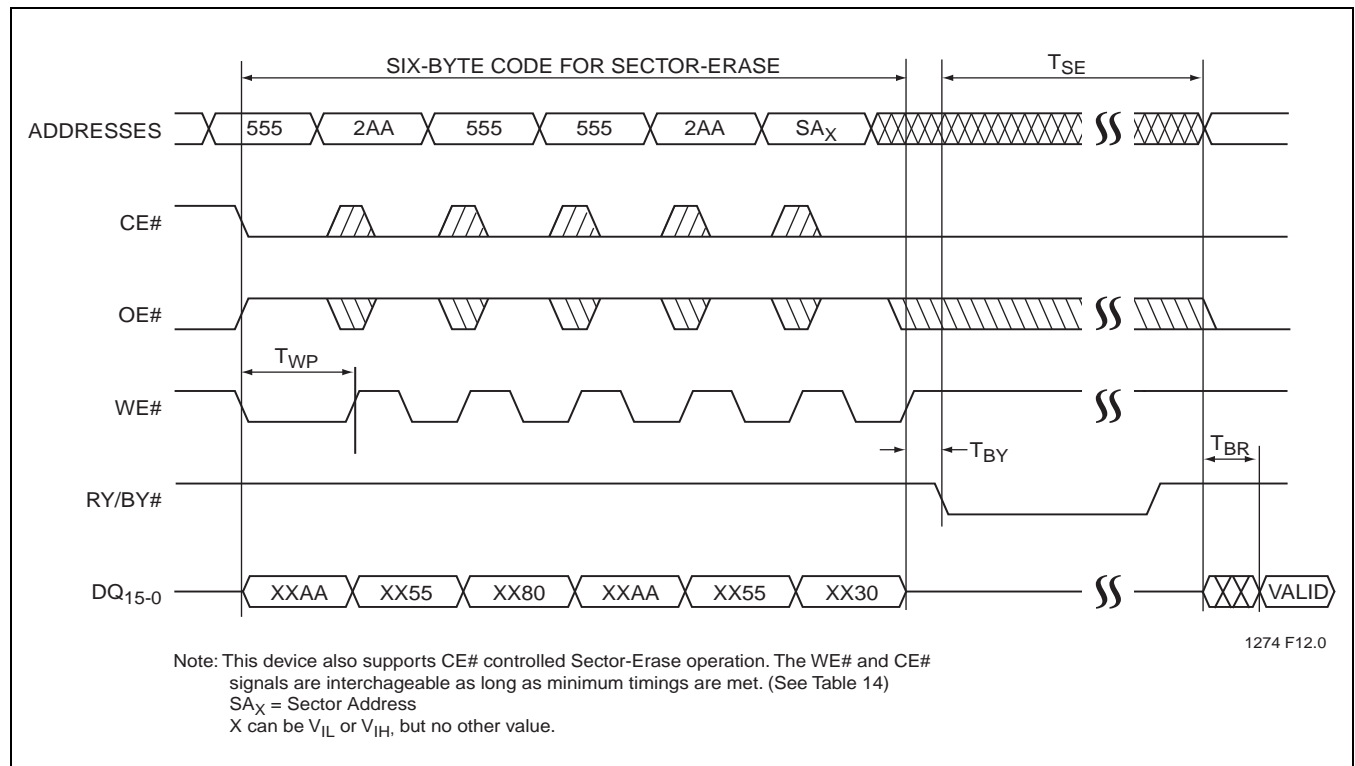 SIX-BYTE CODE FOR SECTOR-ERASE
TSE
ADDRESSES 555 2AA 555 555 2AA SAX
CE#
OE#
TWP
WE#
TBY
TBR
RY/BY#
DQ15-0 XXAA XX55 XX80 XXAA XX55 XX30 VALID
1274 F12.0
Note: This device also supports CE# controlled Sector-Erase operation. The WE# and CE#
signals are interchageable as long as minimum timings are met. (See Table 14)
SAX = Sector Address
X can be VIL or VIH, but no other value.